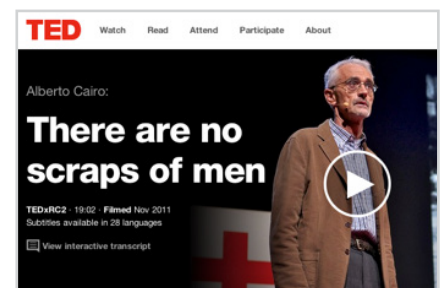 TED Watch Read Attend Participate About
Alberto Cairo:
There are no
scraps of men
TEDxRC2 · 19:02 · Filmed Nov 2011
Subtitles available in 28 languages
View interactive transcript